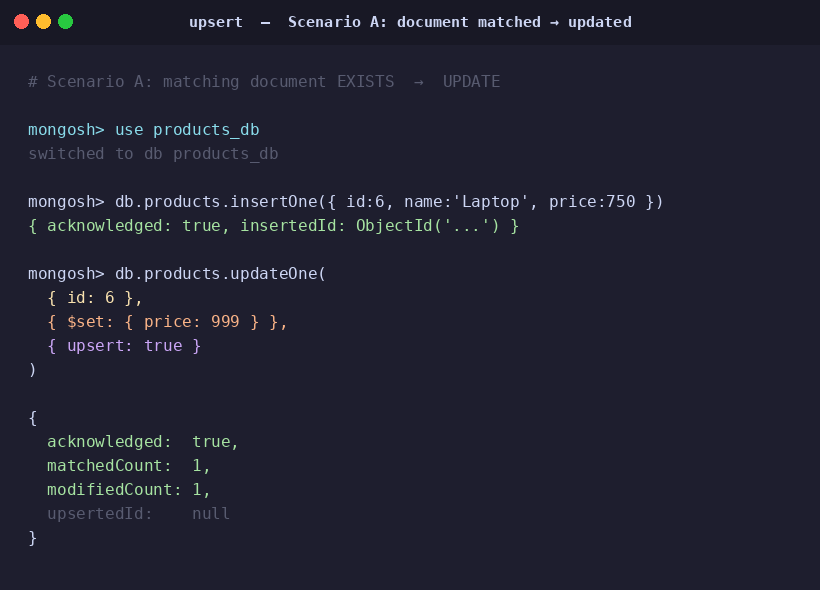 upsert  —  Scenario A: document matched → updated
# Scenario A: matching document EXISTS  →  UPDATE
mongosh> use products_db
switched to db products_db
mongosh> db.products.insertOne({ id:6, name:'Laptop', price:750 })
{ acknowledged: true, insertedId: ObjectId('...') }
mongosh> db.products.updateOne(
  { id: 6 },
  { $set: { price: 999 } },
  { upsert: true }
)
{
  acknowledged:  true,
  matchedCount:  1,
  modifiedCount: 1,
  upsertedId:    null
}